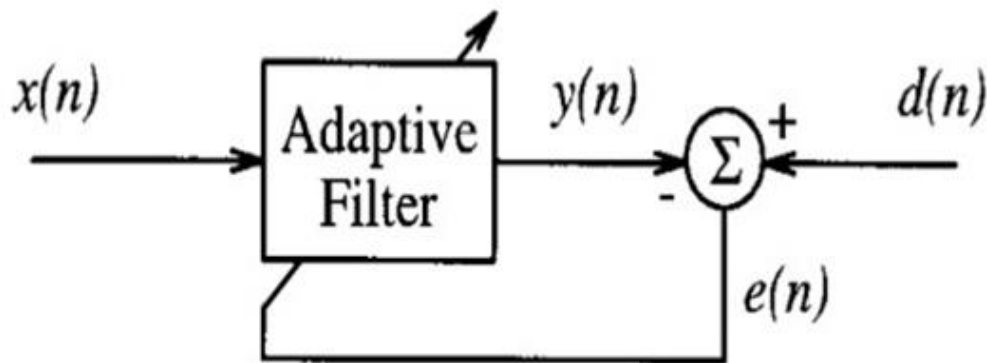 x(n)
Adaptive
Filter
y(n)
Σ
+
-
d(n)
e(n)